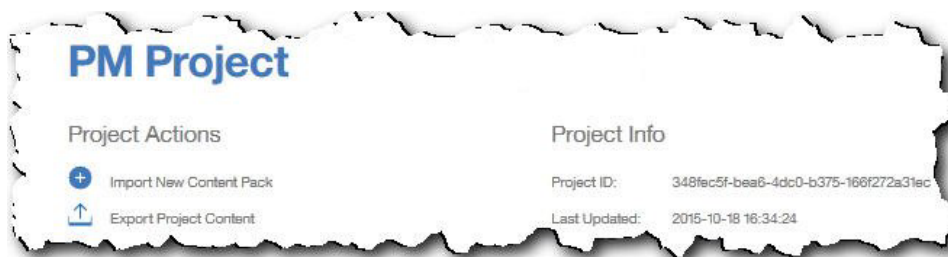 PM Project
Project Actions
Project Info
Import New Content Pack
Project ID: 348fec5f-bea6-4dc0-b375-166f272a31ec
Export Project Content
Last Updated: 2015-10-18 16:34:24